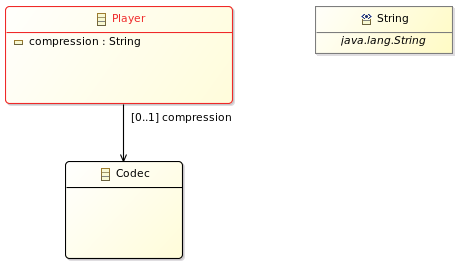 Player
compression : String
String
java.lang.String
[0..1] compression
Codec